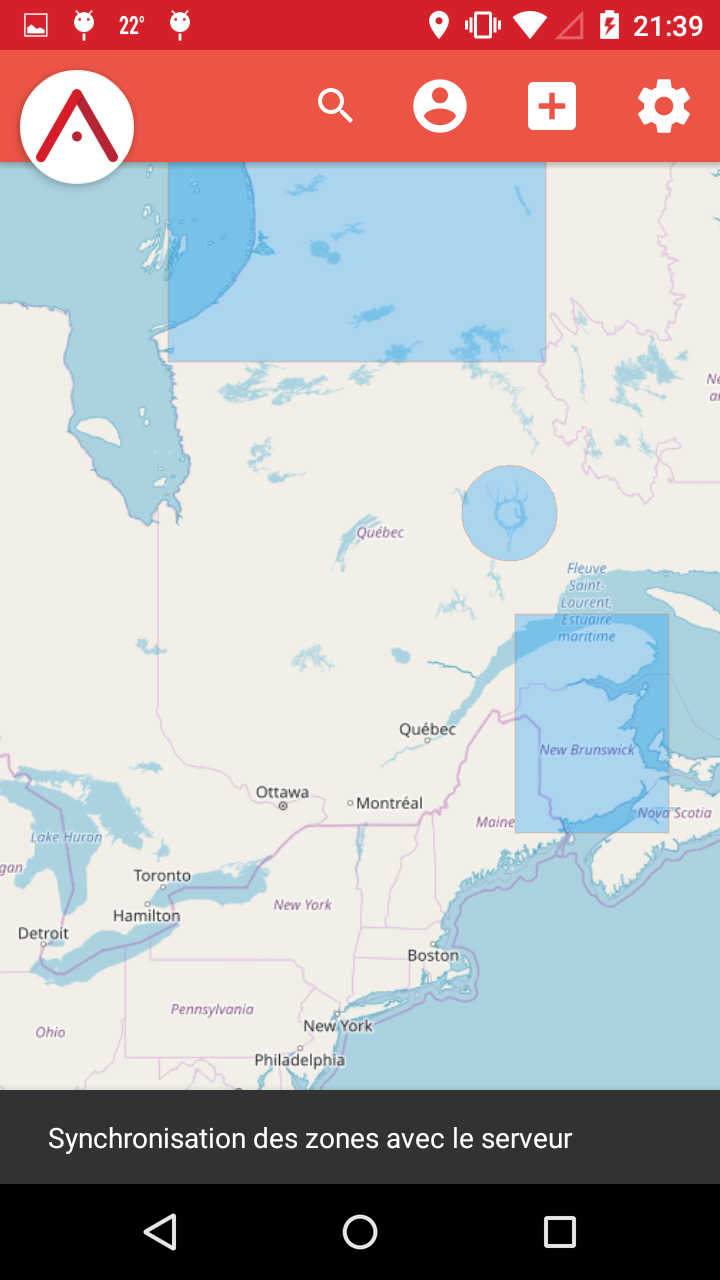 22°
21:39
Ne
an
Québec
Fleuve
Saint-
Laurent,
Estuaire
maritime
Québec
New Brunswick
Ottawa
Montréal
Maine
Nova Scotia
Lake Huron
gan
Toronto
New York
Hamilton
Detroit
Boston
Pennsylvania
New York
Ohio
Philadelphia
Synchronisation des zones avec le serveur